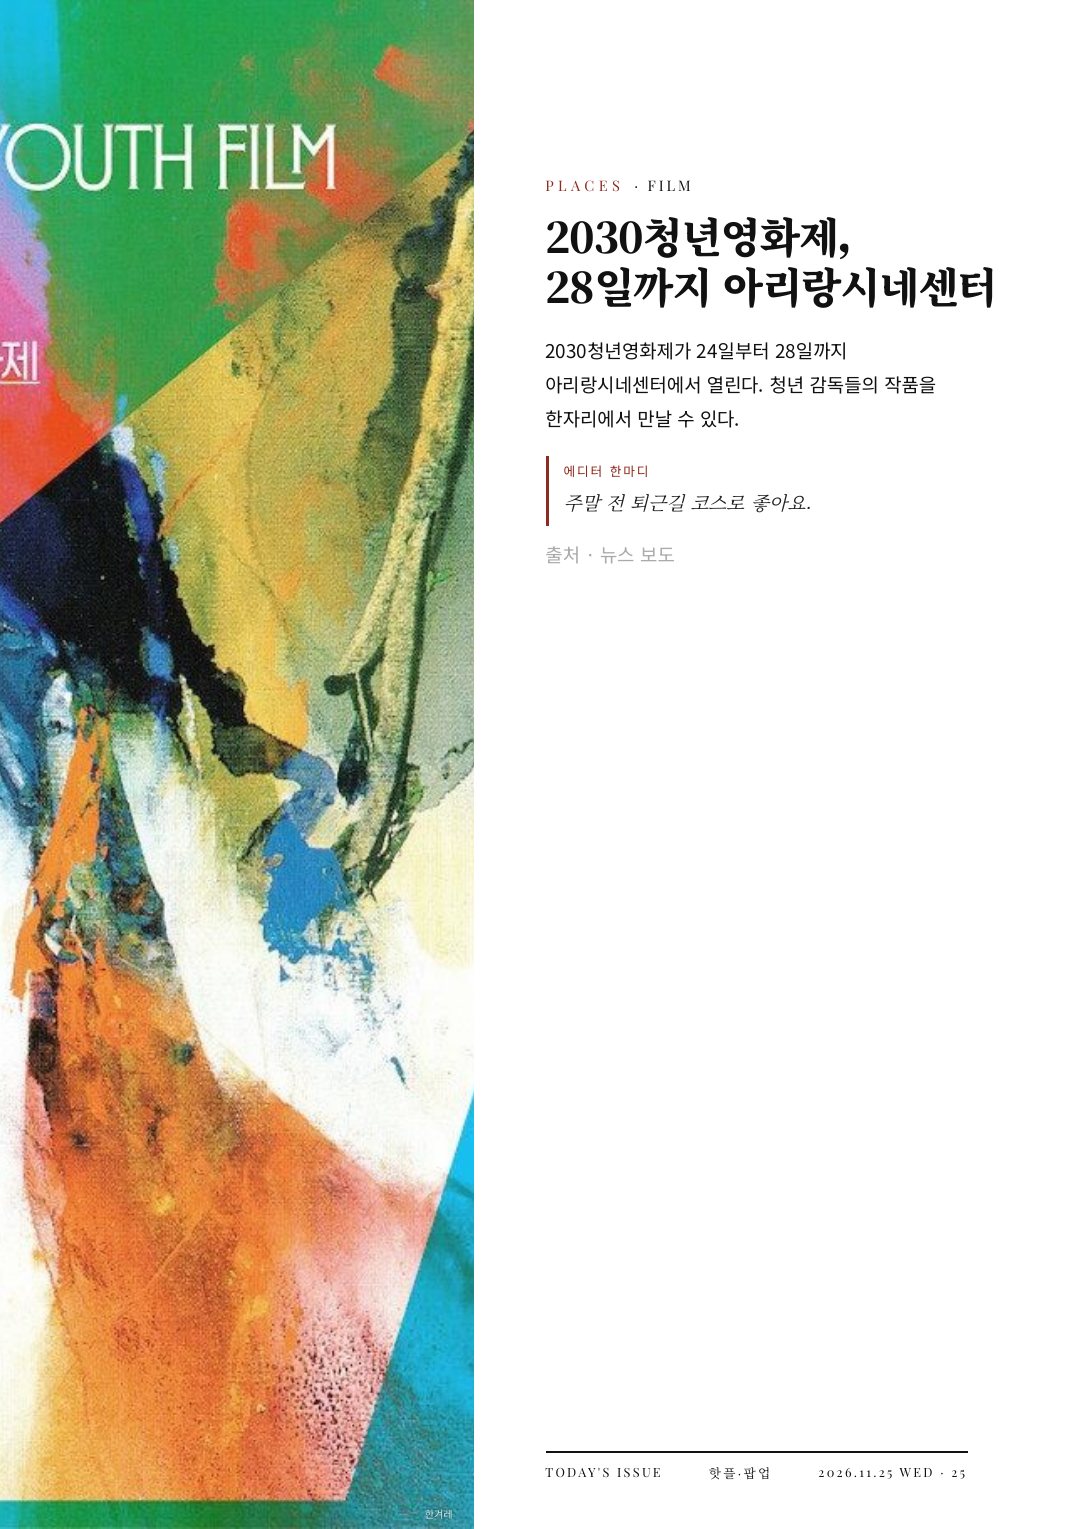 YOUTH FILM
제
PLACES · FILM
2030청년영화제,
28일까지 아리랑시네센터
2030청년영화제가 24일부터 28일까지
아리랑시네센터에서 열린다. 청년 감독들의 작품을
한자리에서 만날 수 있다.
에디터 한마디
주말 전 퇴근길 코스로 좋아요.
출처 · 뉴스 보도
TODAY'S ISSUE 핫플·팝업 2026.11.25 WED · 25
한겨레